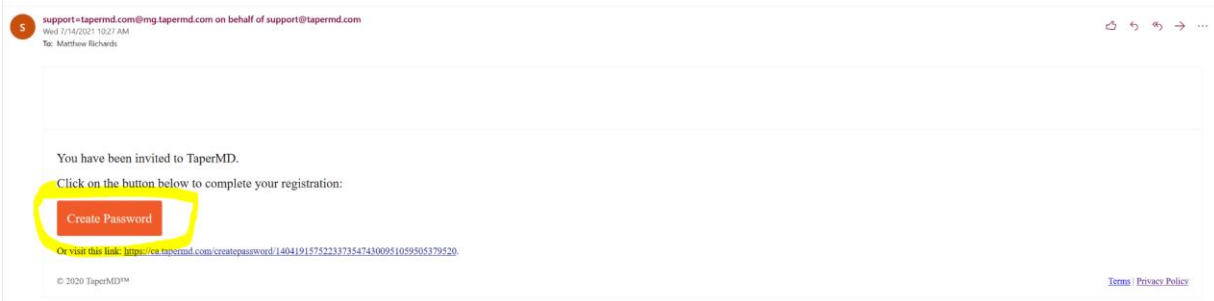 S
support=tapermd.com@mg.tapermd.com on behalf of support@tapermd.com
Wed 7/14/2021 10:27 AM
To: Matthew Richards
You have been invited to TaperMD.
Click on the button below to complete your registration:
Create Password
Or visit this link: https://ca.tapermd.com/createpassword/140419157522337354743009510595053795​20.
© 2020 TaperMD™
Terms | Privacy Policy